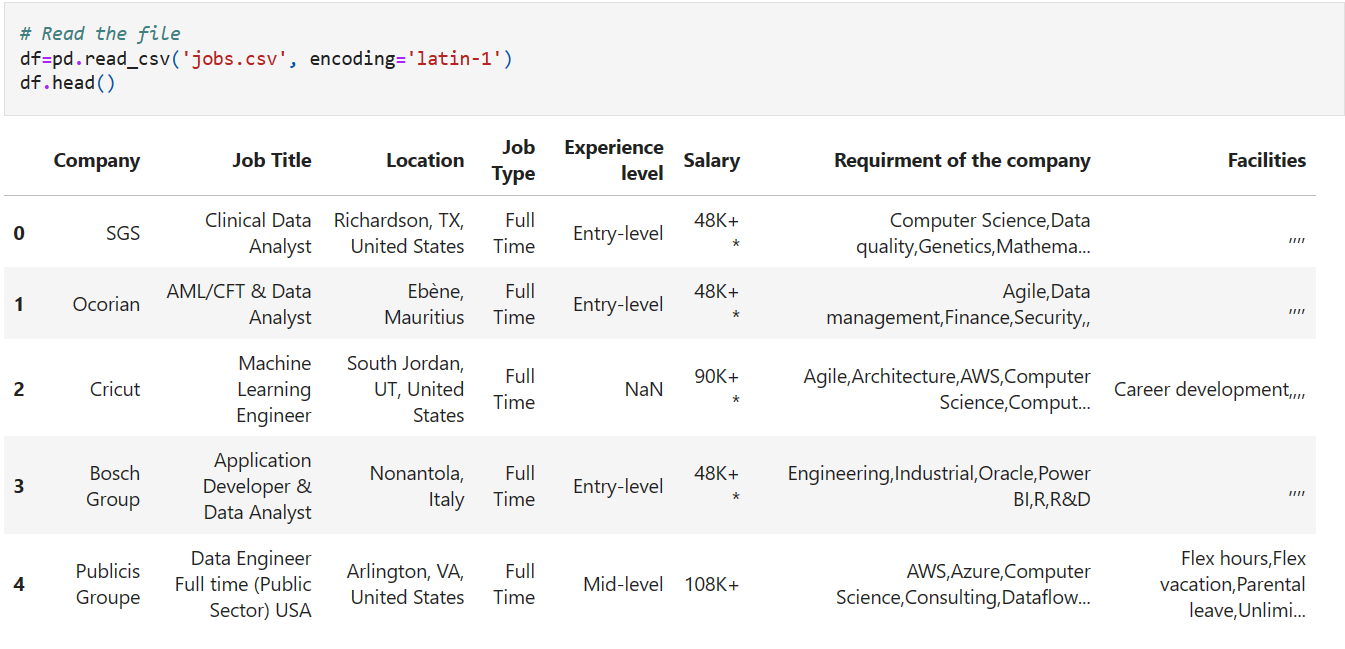 # Read the file
df=pd.read_csv('jobs.csv', encoding='latin-1')
df.head()
Company Job Title Location Job Type Experience level Salary Requirment of the company Facilities
0 SGS Clinical Data Analyst Richardson, TX, United States Full Time Entry-level 48K+ * Computer Science,Data quality,Genetics,Mathema... ,,,,
1 Ocorian AML/CFT & Data Analyst Ebène, Mauritius Full Time Entry-level 48K+ * Agile,Data management,Finance,Security,, ,,,,
2 Cricut Machine Learning Engineer South Jordan, UT, United States Full Time NaN 90K+ * Agile,Architecture,AWS,Computer Science,Comput... Career development,,,,
3 Bosch Group Application Developer & Data Analyst Nonantola, Italy Full Time Entry-level 48K+ * Engineering,Industrial,Oracle,Power BI,R,R&D ,,,,
4 Publicis Groupe Data Engineer Full time (Public Sector) USA Arlington, VA, United States Full Time Mid-level 108K+ AWS,Azure,Computer Science,Consulting,Dataflow... Flex hours,Flex vacation,Parental leave,Unlimi...